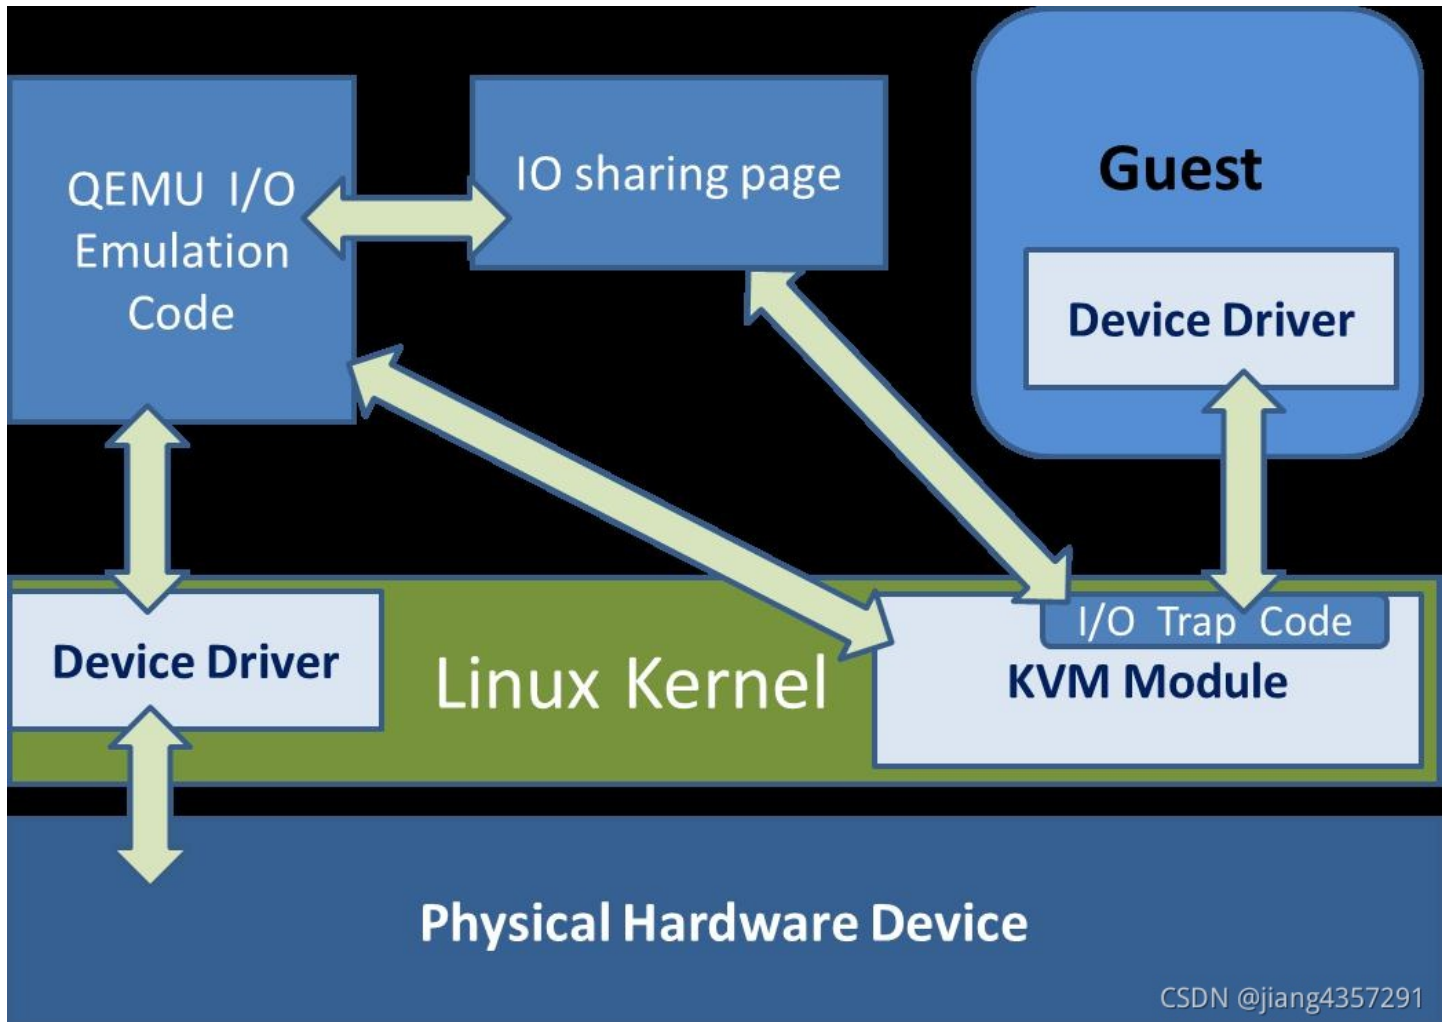 QEMU I/O
Emulation
Code
IO sharing page
Guest
Device Driver
Device Driver
Linux Kernel
I/O Trap Code
KVM Module
Physical Hardware Device
CSDN @jiang4357291